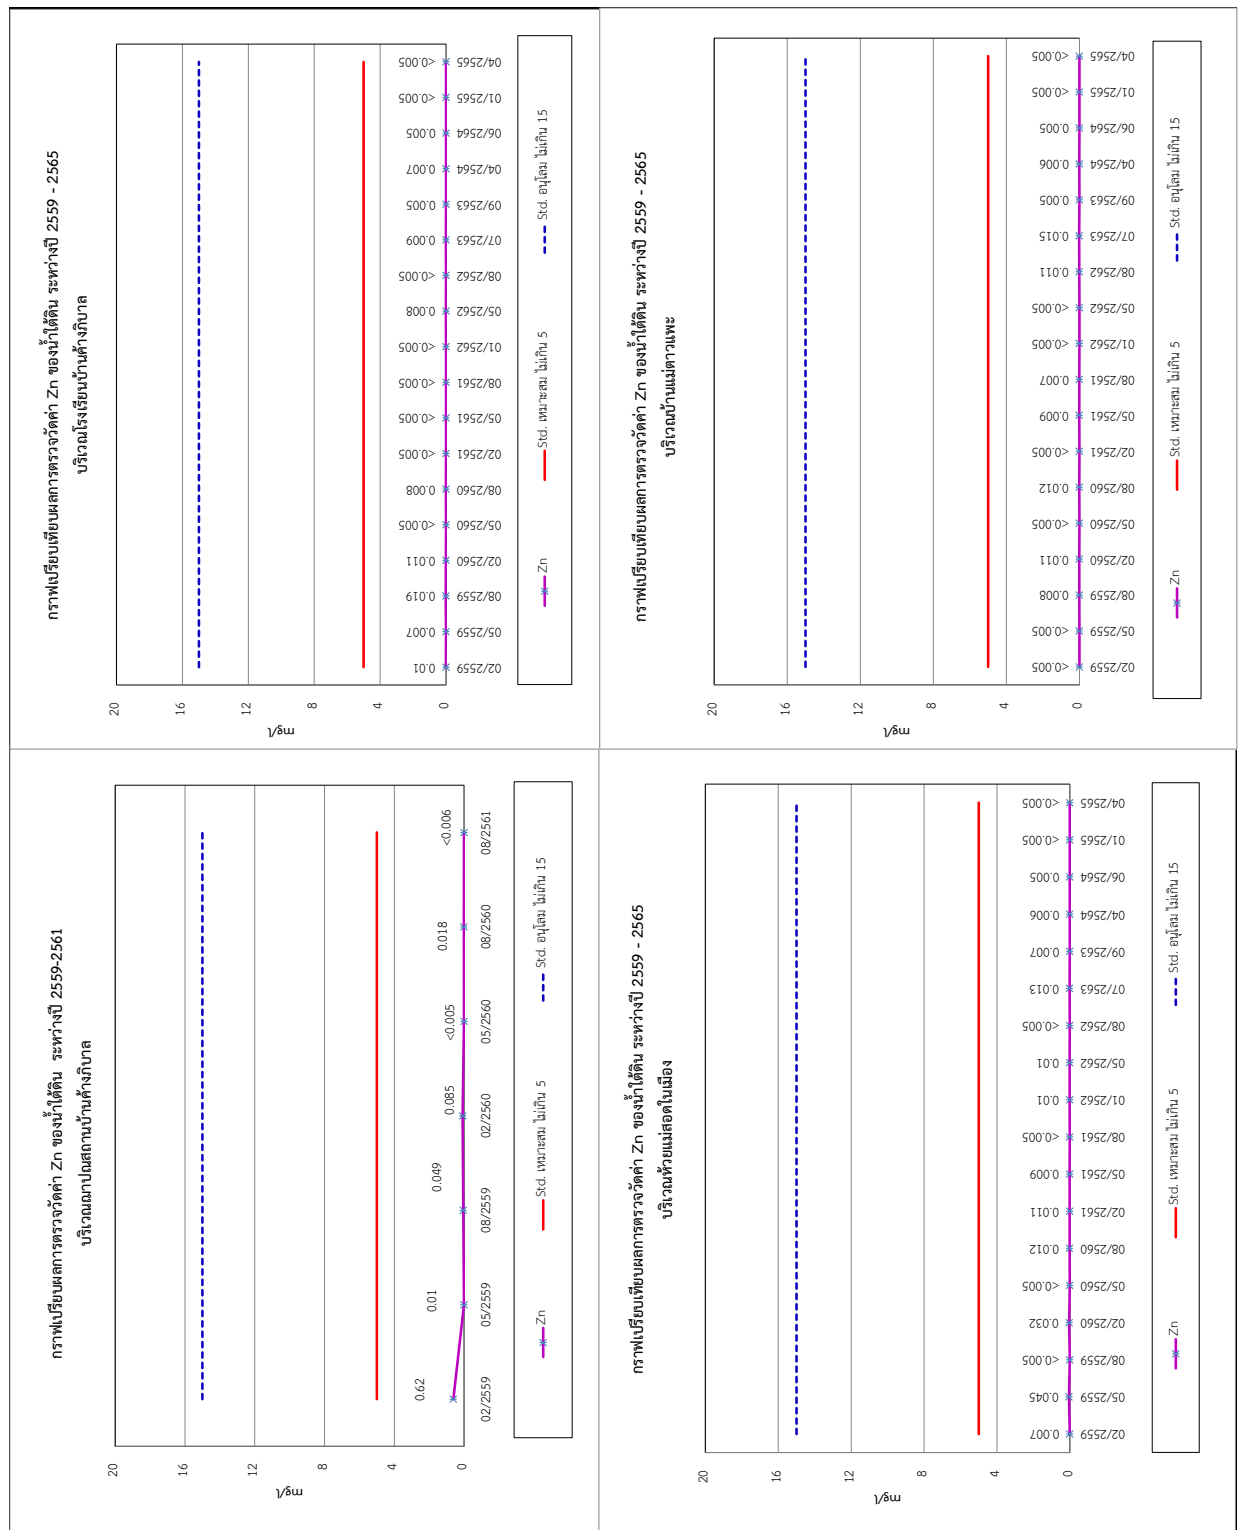 กราฟเปรียบผลการตรวจวัดค่า Zn ของน้ำใต้ดิน ระหว่างปี 2559-2561
บริเวณฌาปณสถานบ้านค้างภิบาล
mg/l
20
16
12
8
4
0
0.62 0.01 0.049 0.085 <0.005 0.018 <0.006
02/2559 05/2559 08/2559 02/2560 05/2560 08/2560 08/2561
Zn Std. เหมาะสม ไม่เกิน 5 Std. อนุโลม ไม่เกิน 15
กราฟเปรียบเทียบผลการตรวจวัดค่า Zn ของน้ำใต้ดิน ระหว่างปี 2559 - 2565
บริเวณโรงเรียนบ้านค้างภิบาล
mg/l
20
16
12
8
4
0
0.01 0.007 0.019 0.011 <0.005 0.008 <0.005 <0.005 <0.005 <0.005 0.008 <0.005 0.009 0.005 0.007 0.005 <0.005 <0.005
02/2559 05/2559 08/2559 02/2560 05/2560 08/2560 02/2561 05/2561 08/2561 01/2562 05/2562 08/2562 07/2563 09/2563 04/2564 06/2564 01/2565 04/2565
Zn Std. เหมาะสม ไม่เกิน 5 Std. อนุโลม ไม่เกิน 15
กราฟเปรียบเทียบผลการตรวจวัดค่า Zn ของน้ำใต้ดิน ระหว่างปี 2559 - 2565
บริเวณห้วยแม่สอดในเมือง
mg/l
20
16
12
8
4
0
0.007 0.045 <0.005 0.032 <0.005 0.012 0.011 0.009 <0.005 0.01 0.01 <0.005 0.013 0.007 0.006 0.005 <0.005 <0.005
02/2559 05/2559 08/2559 02/2560 05/2560 08/2560 02/2561 05/2561 08/2561 01/2562 05/2562 08/2562 07/2563 09/2563 04/2564 06/2564 01/2565 04/2565
Zn Std. เหมาะสม ไม่เกิน 5 Std. อนุโลม ไม่เกิน 15
กราฟเปรียบเทียบผลการตรวจวัดค่า Zn ของน้ำใต้ดิน ระหว่างปี 2559 - 2565
บริเวณบ้านแม่ตาวแพะ
mg/l
20
16
12
8
4
0
<0.005 <0.005 0.008 0.011 <0.005 0.012 <0.005 0.009 0.007 <0.005 <0.005 0.011 0.015 0.005 0.006 0.005 <0.005 <0.005
02/2559 05/2559 08/2559 02/2560 05/2560 08/2560 02/2561 05/2561 08/2561 01/2562 05/2562 08/2562 07/2563 09/2563 04/2564 06/2564 01/2565 04/2565
Zn Std. เหมาะสม ไม่เกิน 5 Std. อนุโลม ไม่เกิน 15